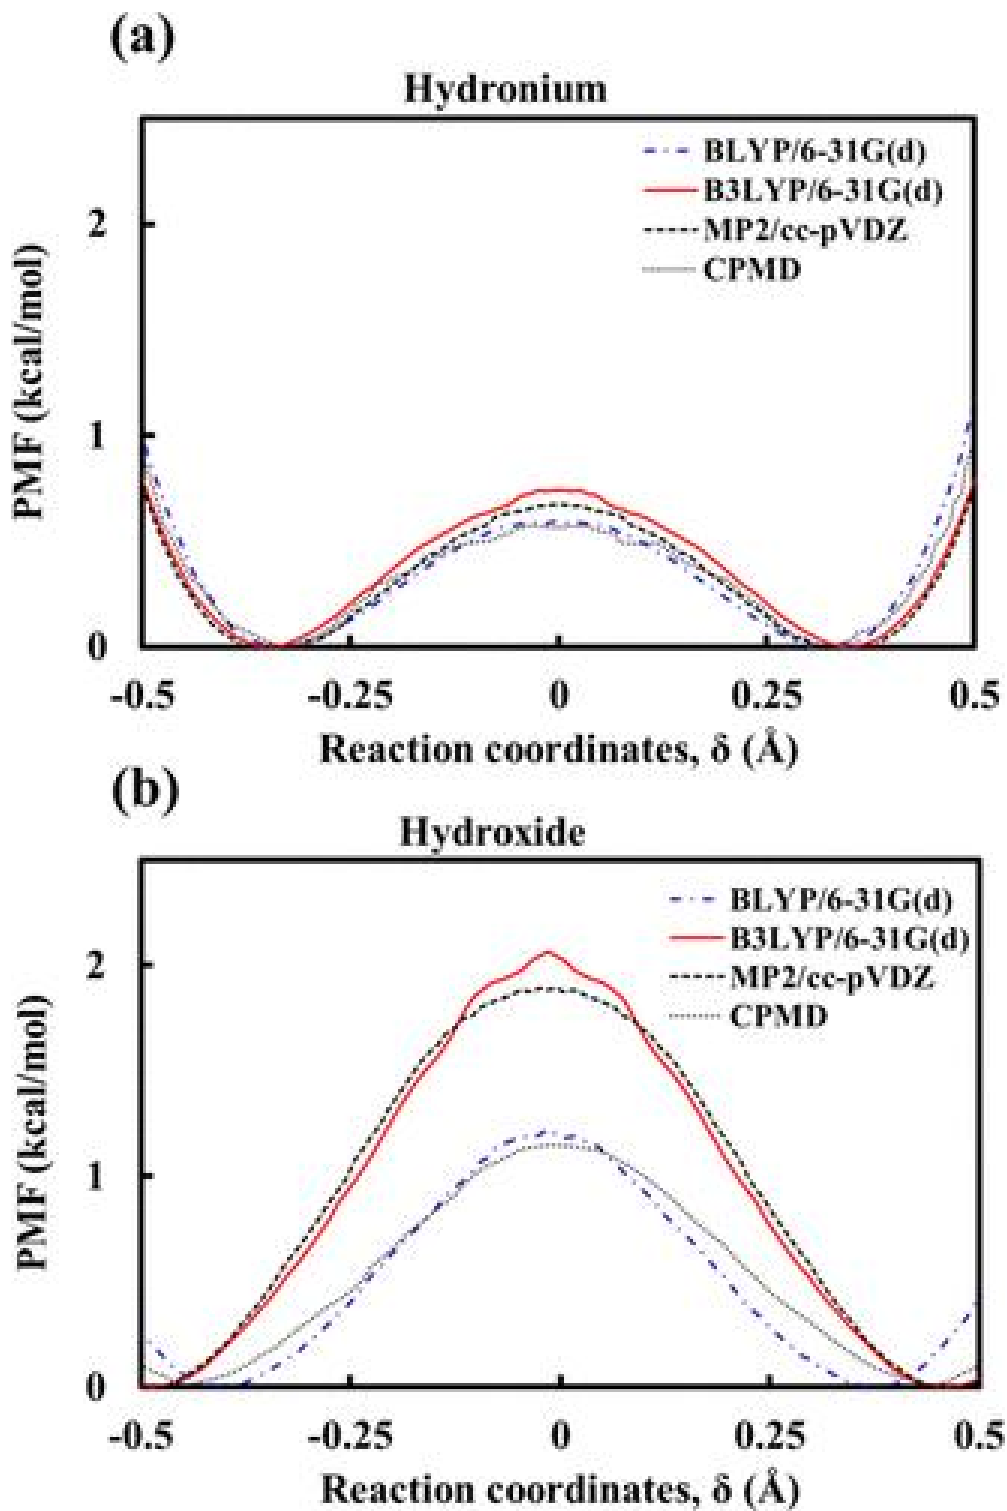 (a)
Hydronium
BLYP/6-31G(d)
B3LYP/6-31G(d)
MP2/cc-pVDZ
CPMD
PMF (kcal/mol)
2
1
0
-0.5 -0.25 0 0.25 0.5
Reaction coordinates, δ (Å)
(b)
Hydroxide
BLYP/6-31G(d)
B3LYP/6-31G(d)
MP2/cc-pVDZ
CPMD
PMF (kcal/mol)
2
1
0
-0.5 -0.25 0 0.25 0.5
Reaction coordinates, δ (Å)